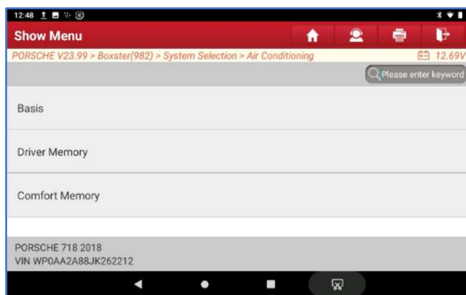 12:48
Show Menu
PORSCHE V23.99 > Boxster(982) > System Selection > Air Conditioning 12.69V
Please enter keyword
Basis
Driver Memory
Comfort Memory
PORSCHE 718 2018
VIN WP0AA2A88JK262212